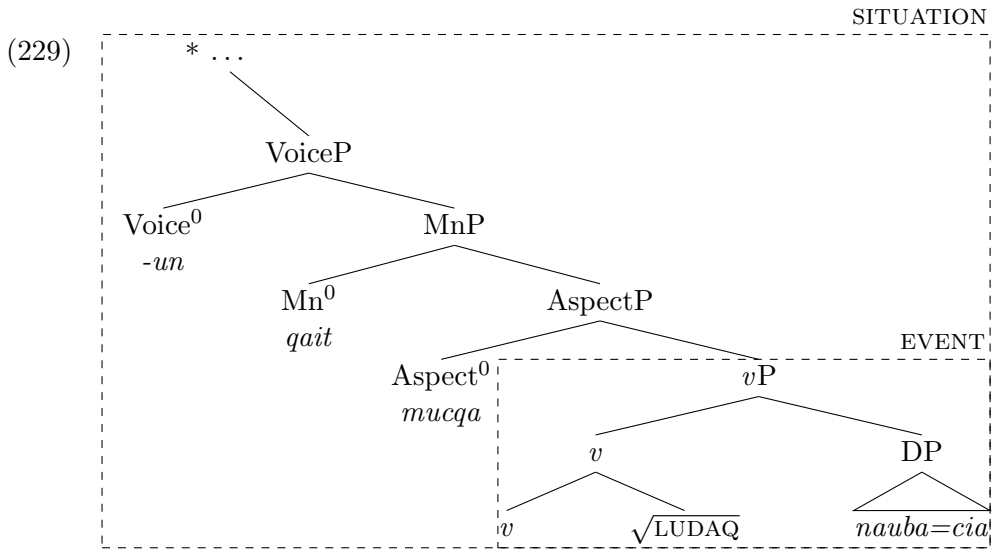 SITUATION
(229)
* …
VoiceP
Voice⁰ MnP
-un
Mn⁰ AspectP
qait
EVENT
Aspect⁰ vP
mucqa
v DP
v √LUDAQ nauba=cia